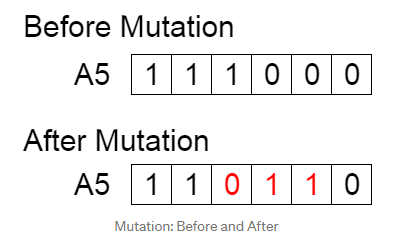 Before Mutation
A5 1 1 1 0 0 0
After Mutation
A5 1 1 0 1 1 0
Mutation: Before and After